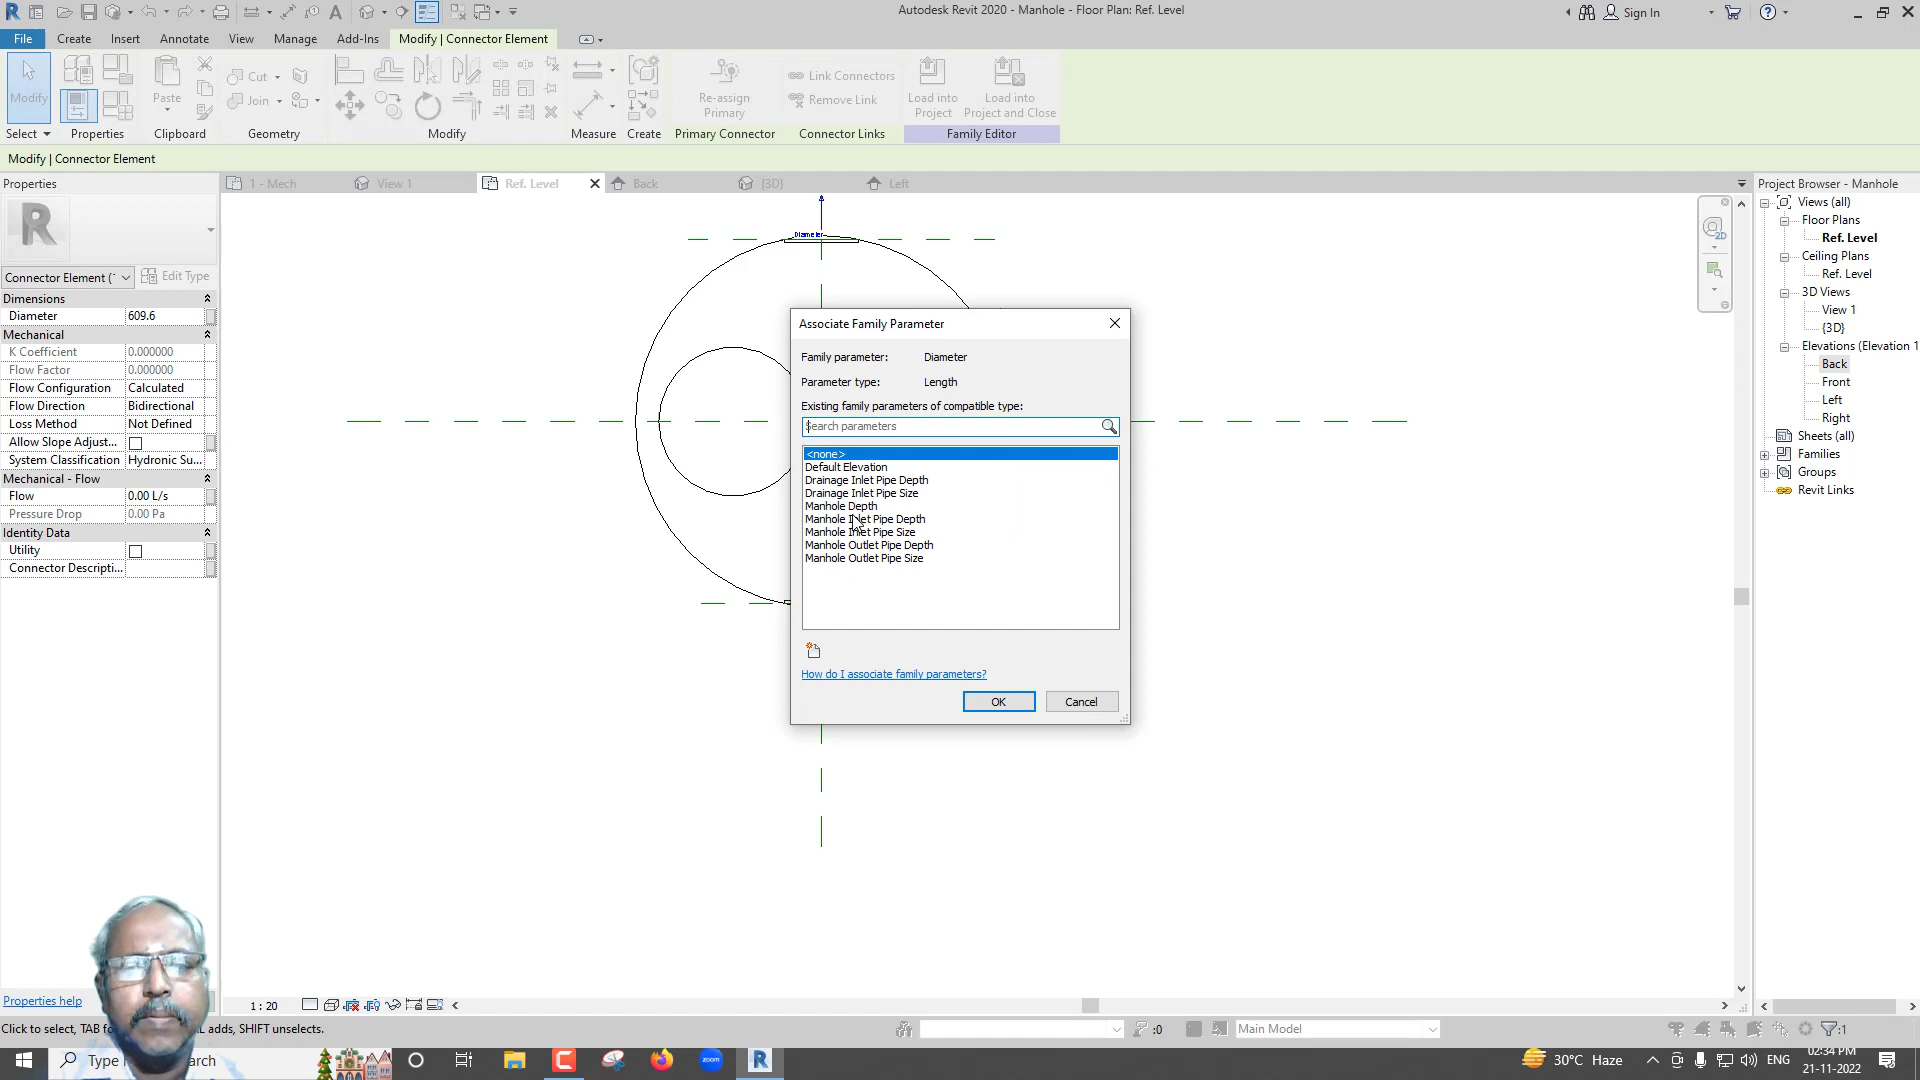 Autodesk Revit 2020 - Manhole - Floor Plan: Ref. Level
Sign In
File
Create
Insert
Annotate
View
Manage
Add-Ins
Modify | Connector Element
Modify
Paste
Cut
Join
Re-assign
Primary
Link Connectors
Remove Link
Load into
Project
Load into
Project and Close
Select
Properties
Clipboard
Geometry
Modify
Measure
Create
Primary Connector
Connector Links
Family Editor
Modify | Connector Element
Properties
1 - Mech
View 1
Ref. Level
Back
{3D}
Left
Project Browser - Manhole
Connector Element (
Edit Type
Dimensions
Diameter 609.6
Mechanical
K Coefficient 0.000000
Flow Factor 0.000000
Flow Configuration Calculated
Flow Direction Bidirectional
Loss Method Not Defined
Allow Slope Adjust...
System Classification Hydronic Su...
Mechanical - Flow
Flow 0.00 L/s
Pressure Drop 0.00 Pa
Identity Data
Utility
Connector Descripti...
Properties help
Diameter
2D
Associate Family Parameter
Family parameter: Diameter
Parameter type: Length
Existing family parameters of compatible type:
Search parameters
<none>
Default Elevation
Drainage Inlet Pipe Depth
Drainage Inlet Pipe Size
Manhole Depth
Manhole Inlet Pipe Depth
Manhole Inlet Pipe Size
Manhole Outlet Pipe Depth
Manhole Outlet Pipe Size
How do I associate family parameters?
OK
Cancel
Views (all)
Floor Plans
Ref. Level
Ceiling Plans
Ref. Level
3D Views
View 1
{3D}
Elevations (Elevation 1
Back
Front
Left
Right
Sheets (all)
Families
Groups
Revit Links
1 : 20
Click to select, TAB fo
L adds, SHIFT unselects.
:0
Main Model
:1
Type
arch
zoom
30°C Haze
ENG
02:34 PM
21-11-2022